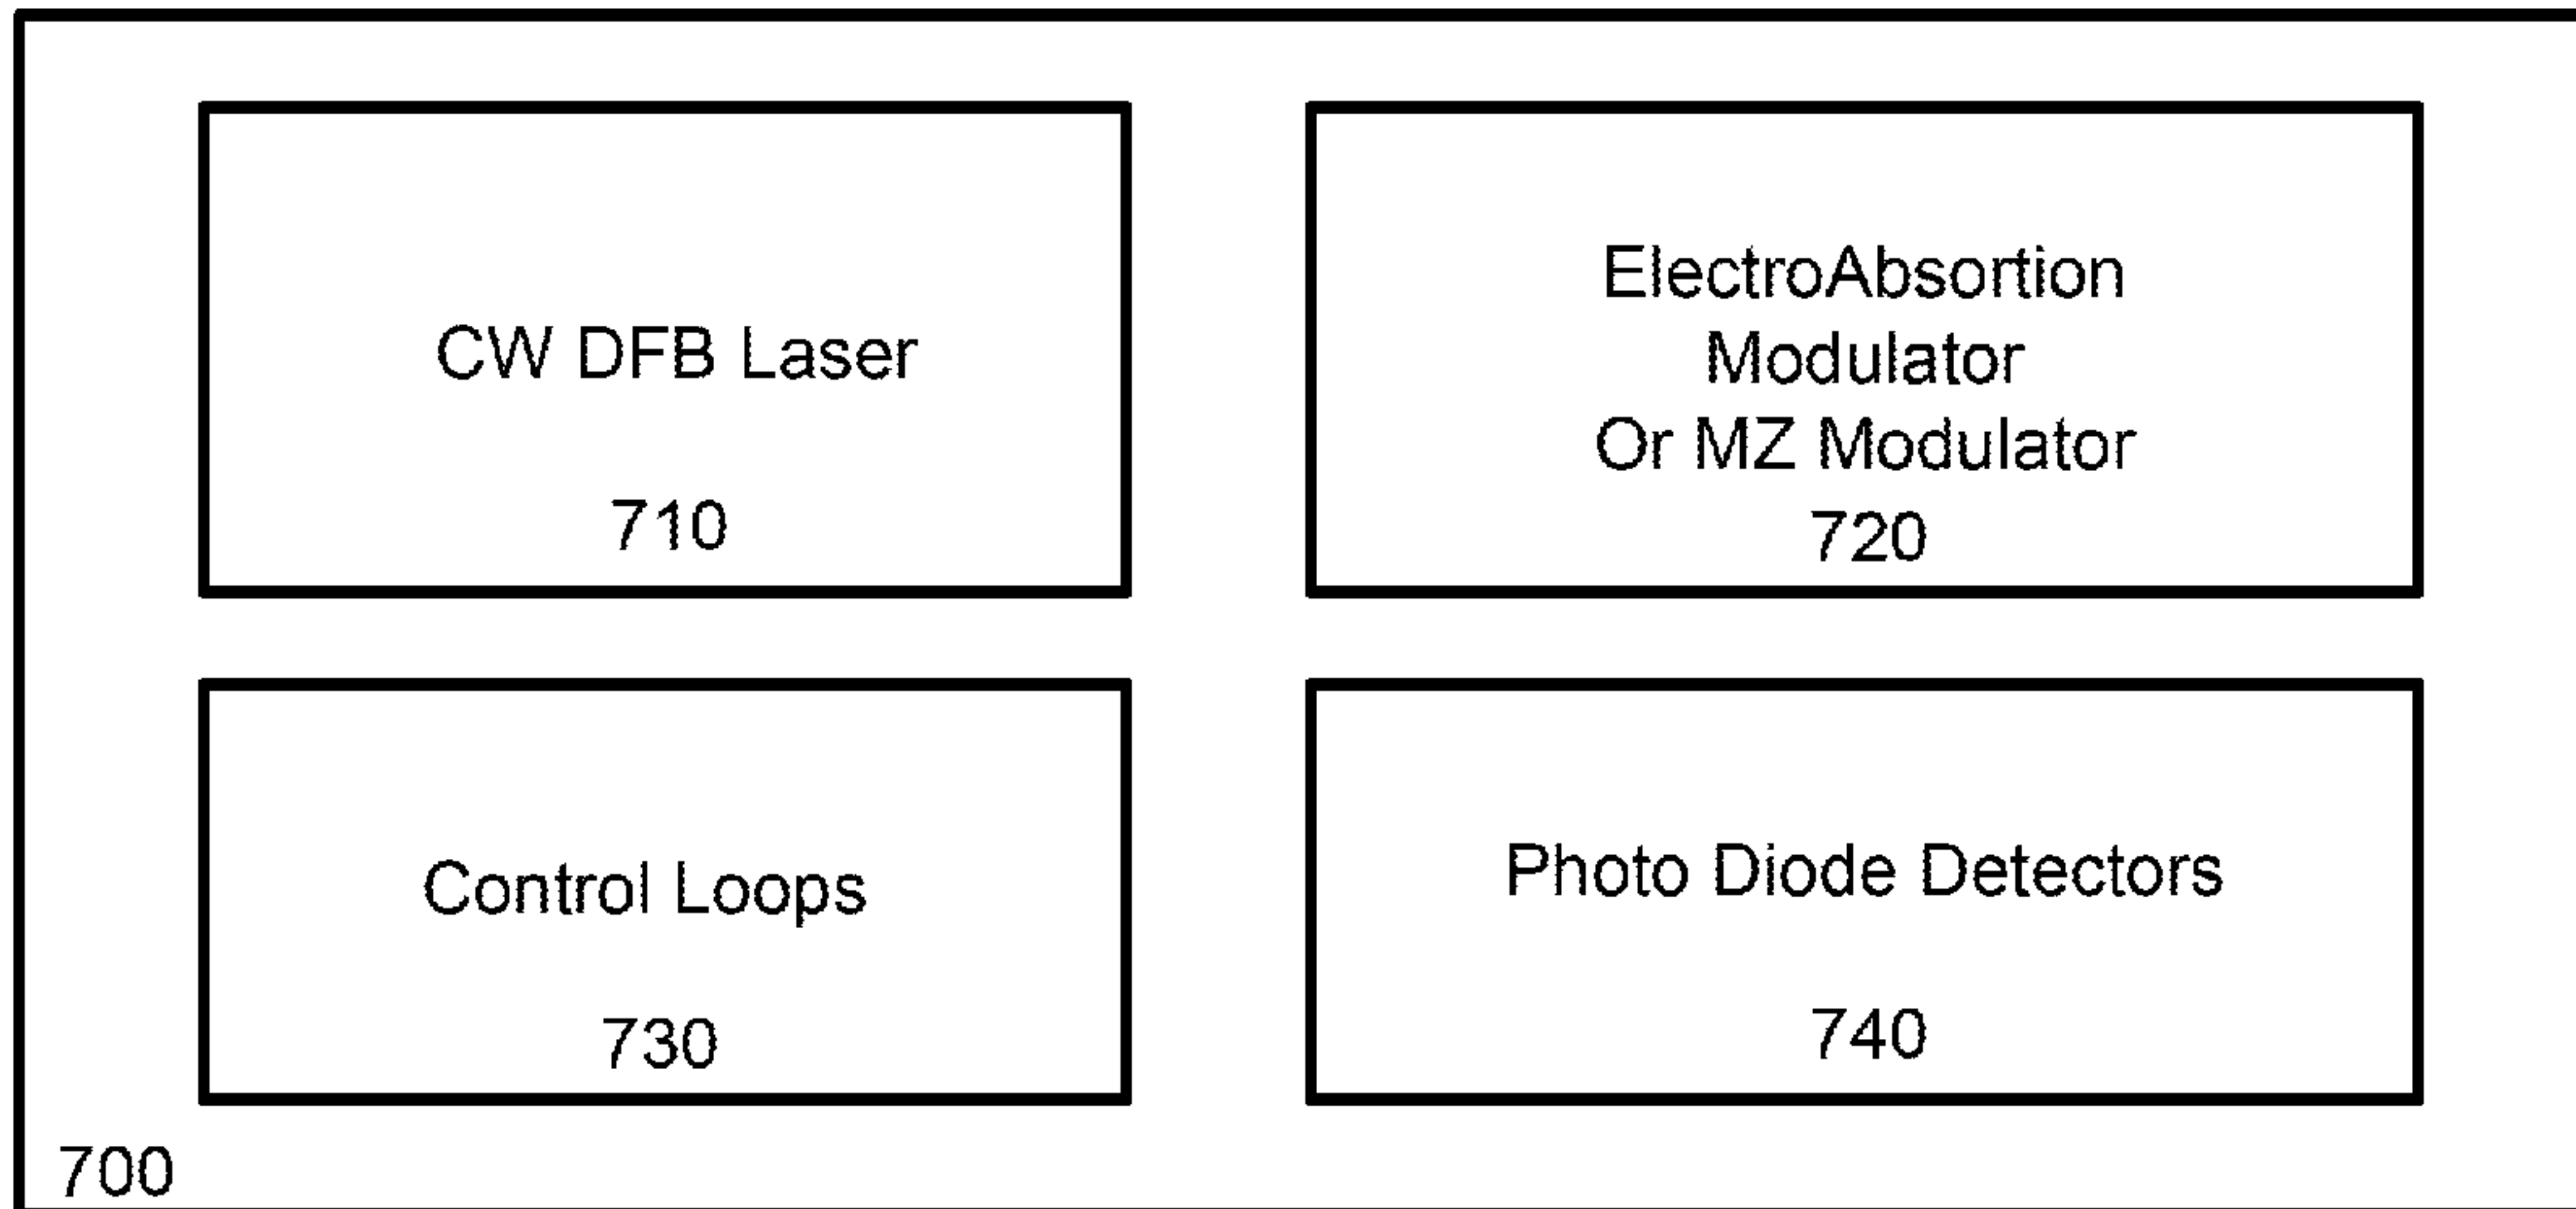 CW DFB Laser
710
ElectroAbsortion
Modulator
Or MZ Modulator
720
Control Loops
730
Photo Diode Detectors
740
700